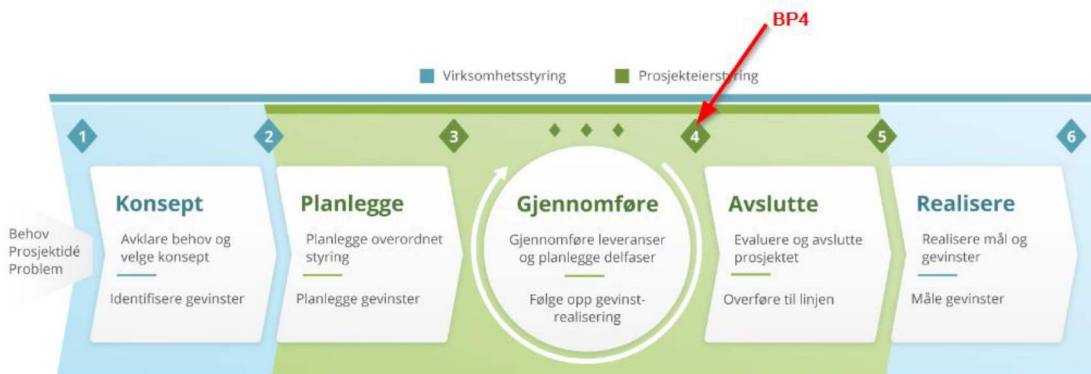 BP4
Virksomhetsstyring
Prosjekteierstyring
1
2
3
4
5
6
Behov
Prosjektidé
Problem
Konsept
Avklare behov og
velge konsept
Identifisere gevinster
Planlegge
Planlegge overordnet
styring
Planlegge gevinster
Gjennomføre
Gjennomføre leveranser
og planlegge delfaser
Følge opp gevinst-
realisering
Avslutte
Evaluere og avslutte
prosjektet
Overføre til linjen
Realisere
Realisere mål og
gevinster
Måle gevinster